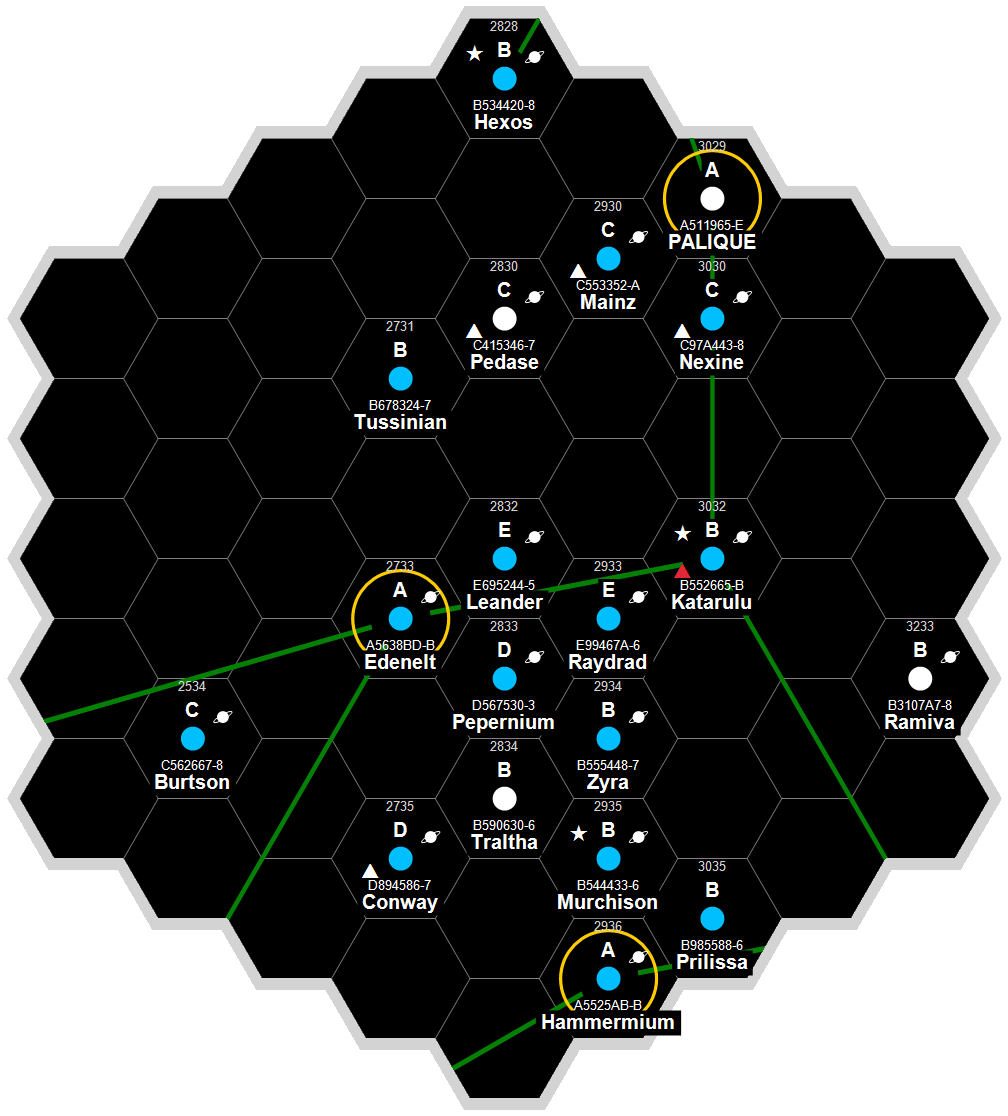 2828
B
B534420-8
Hexos
3029
A
A511965-E
PALIQUE
2930
C
C553352-A
Mainz
2830
C
C415346-7
Pedase
3030
C
C97A443-8
Nexine
2731
B
B678324-7
Tussinian
2832
E
E695244-5
Leander
3032
B
B552665-B
Katarulu
2733
A
A5638BD-B
Edenelt
2933
E
E99467A-6
Raydrad
2833
D
D567530-3
Pepernium
3233
B
B3107A7-8
Ramiva
2534
C
C562667-8
Burtson
2934
B
B555448-7
Zyra
2834
B
B590630-6
Traltha
2735
D
D894586-7
Conway
2935
B
B544433-6
Murchison
3035
B
B985588-6
Prilissa
2936
A
A5525AB-B
Hammermium